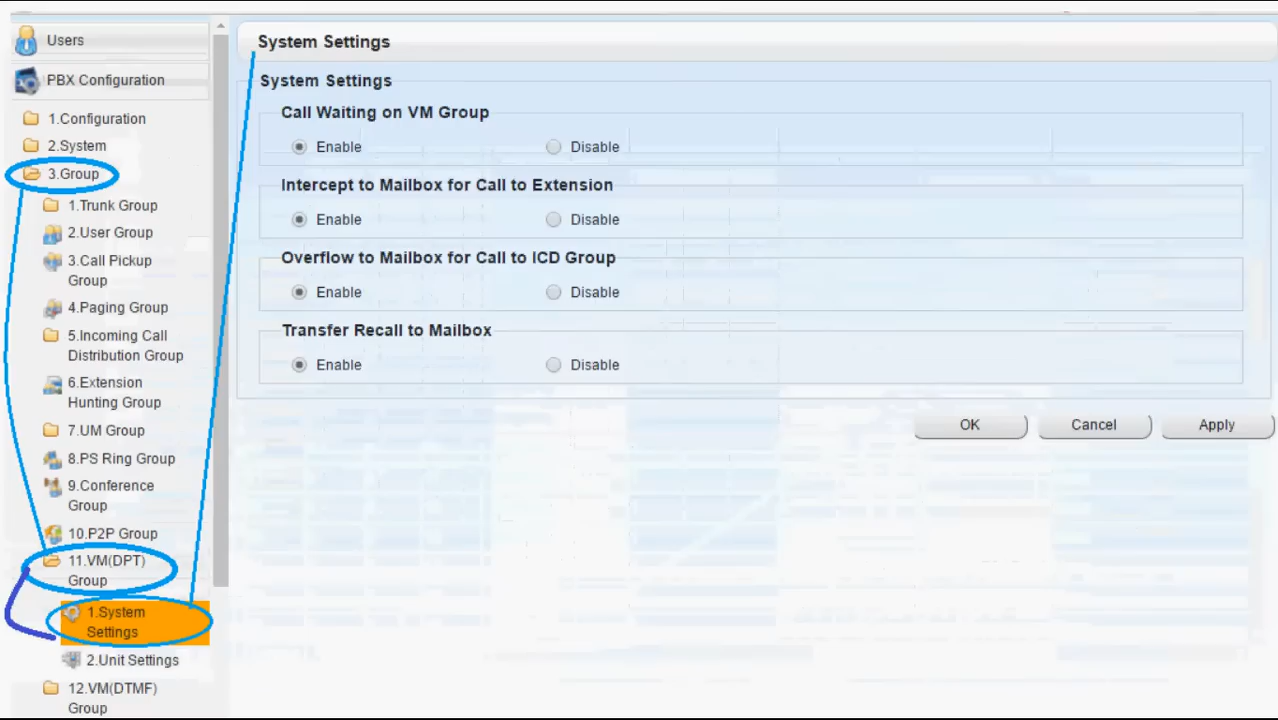 Users
PBX Configuration
1.Configuration
2.System
3.Group
1.Trunk Group
2.User Group
3.Call Pickup
Group
4.Paging Group
5.Incoming Call
Distribution Group
6.Extension
Hunting Group
7.UM Group
8.PS Ring Group
9.Conference
Group
10.P2P Group
11.VM(DPT)
Group
1.System
Settings
2.Unit Settings
12.VM(DTMF)
Group
System Settings
System Settings
Call Waiting on VM Group
Enable Disable
Intercept to Mailbox for Call to Extension
Enable Disable
Overflow to Mailbox for Call to ICD Group
Enable Disable
Transfer Recall to Mailbox
Enable Disable
OK Cancel Apply